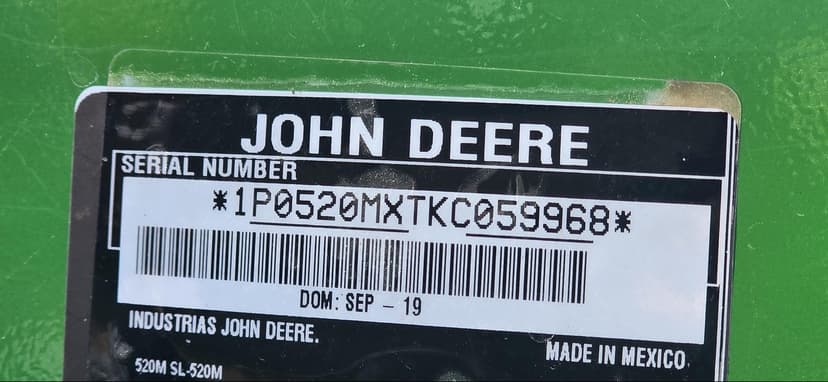 JOHN DEERE
SERIAL NUMBER
*1P0520MXTKC059968*
DOM: SEP - 19
INDUSTRIAS JOHN DEERE.
MADE IN MEXICO
520M SL-520M